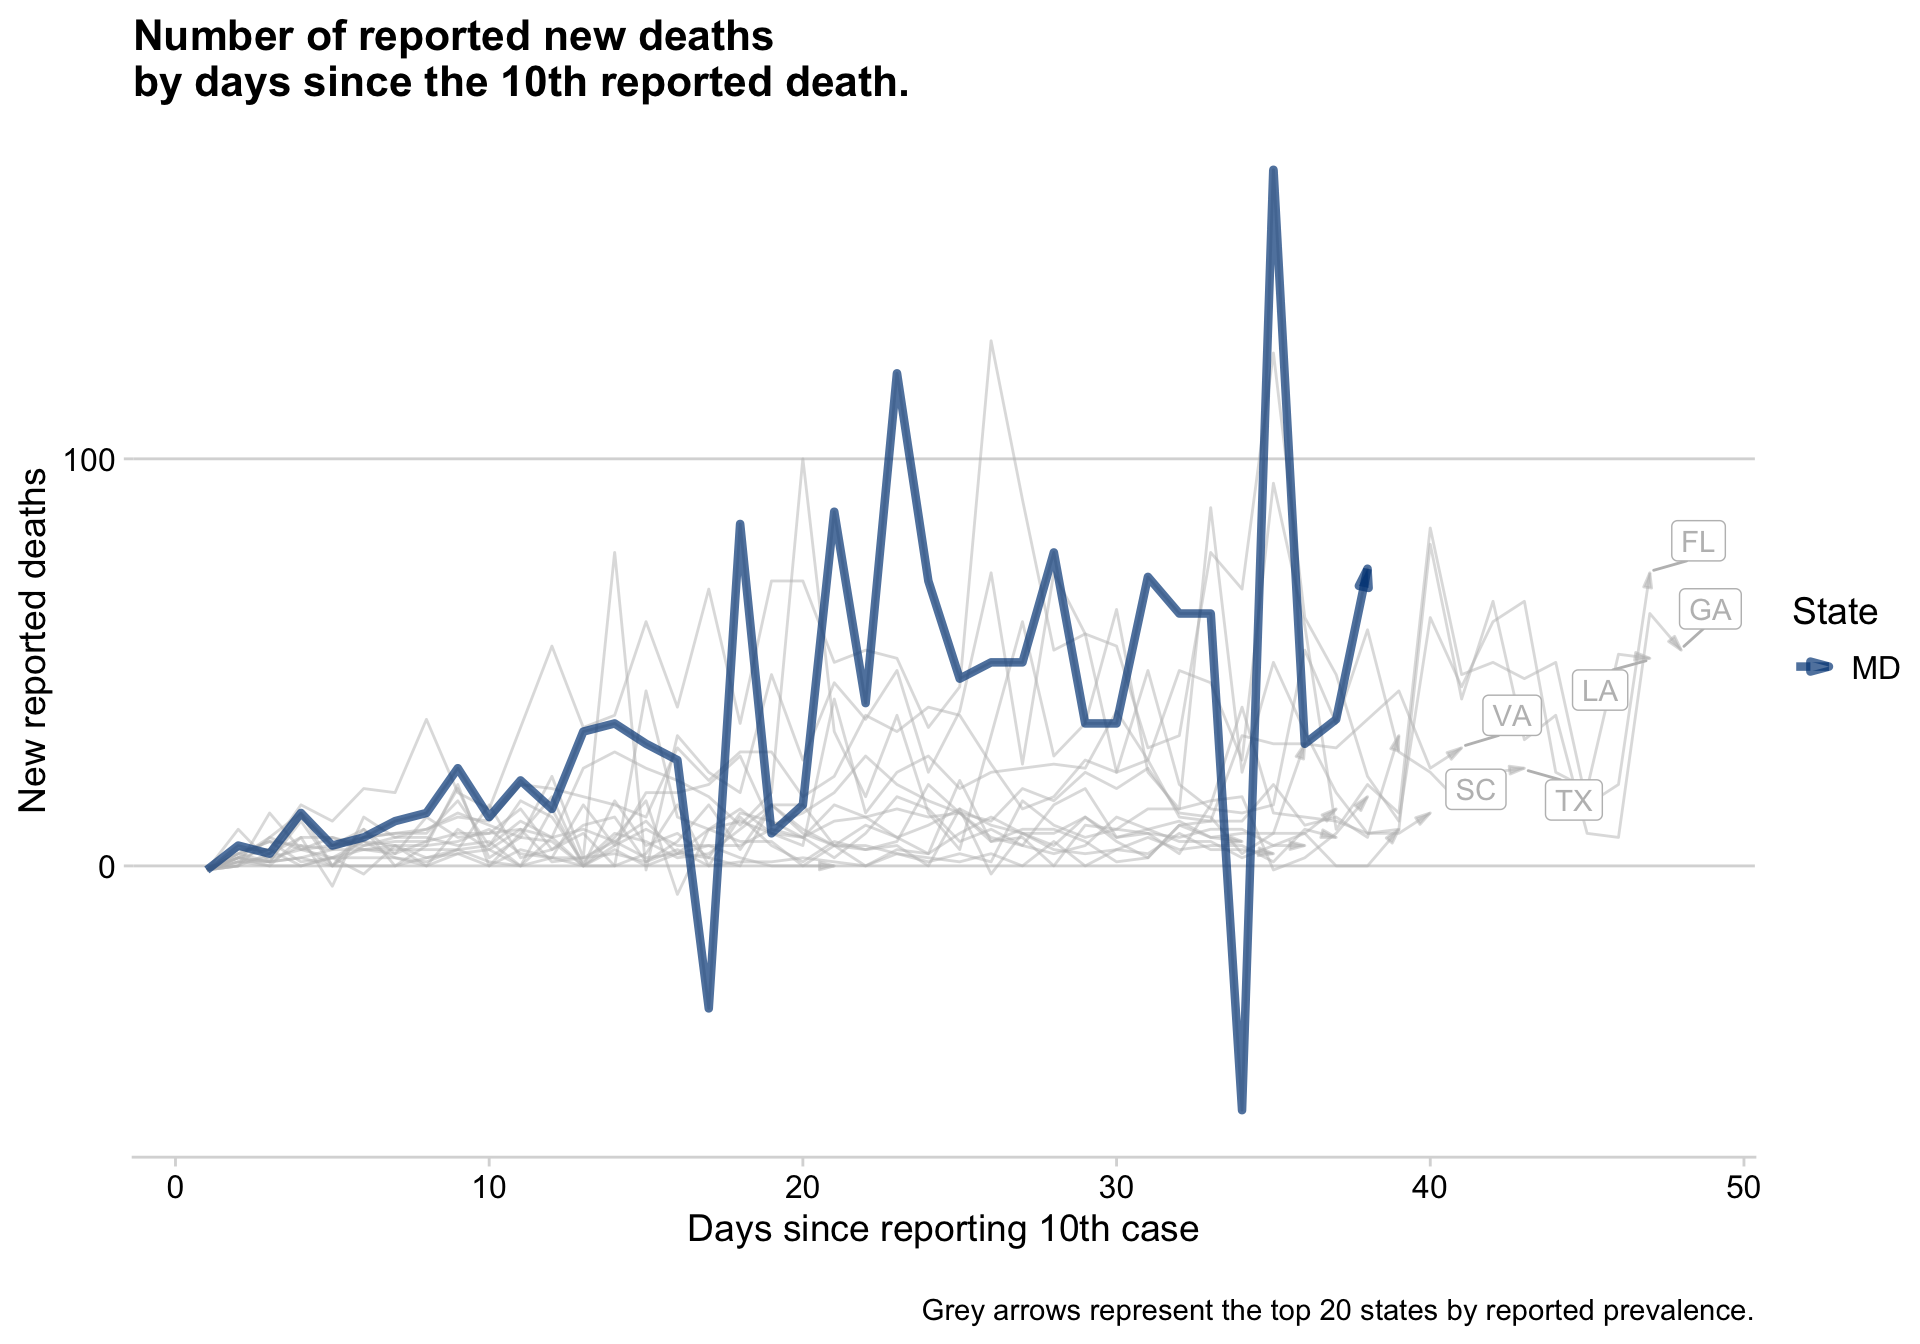 Number of reported new deaths
by days since the 10th reported death.
New reported deaths
100
0
FL
GA
LA
VA
SC
TX
State
MD
0 10 20 30 40 50
Days since reporting 10th case
Grey arrows represent the top 20 states by reported prevalence.